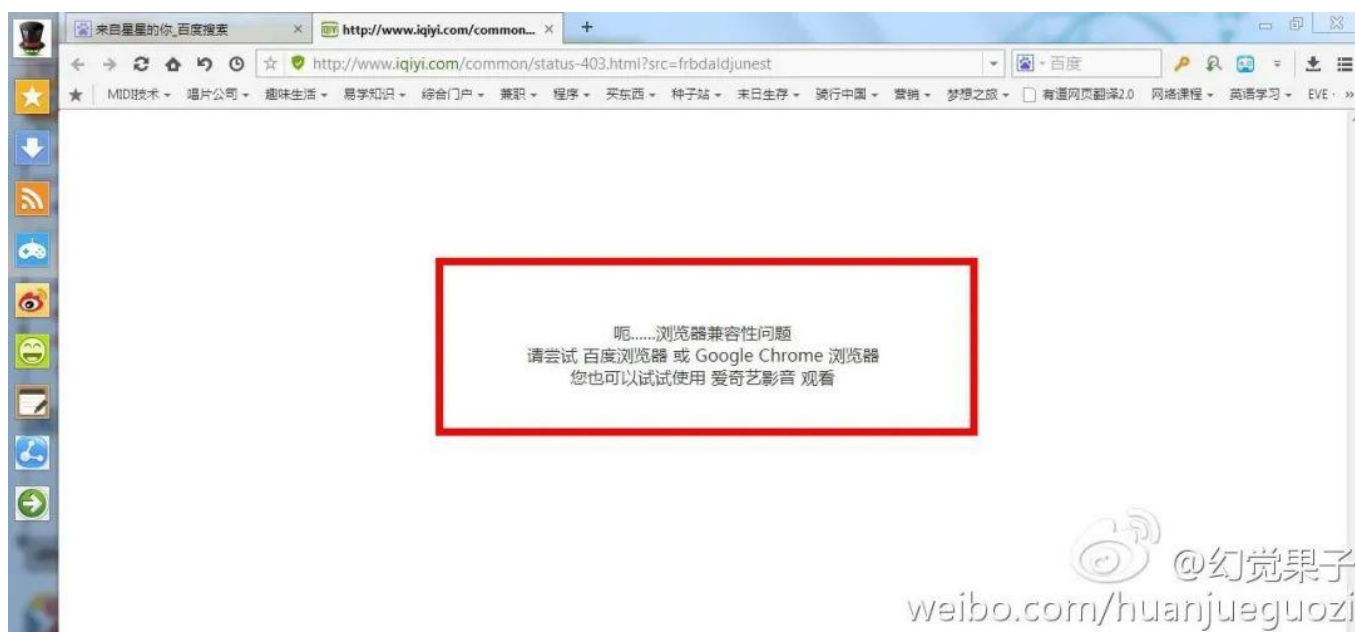 来自星星的你_百度搜索
http://www.iqiyi.com/common...
http://www.iqiyi.com/common/status-403.html?src=frbdaldjunest
百度
MIDI技术 唱片公司 趣味生活 易学知识 综合门户 兼职 程序 买东西 种子站 末日生存 骑行中国 营销 梦想之旅 有道网页翻译2.0 网络课程 英语学习 EVE
呃......浏览器兼容性问题
请尝试 百度浏览器 或 Google Chrome 浏览器
您也可以试试使用 爱奇艺影音 观看
@幻觉果子
weibo.com/huanjueguozi